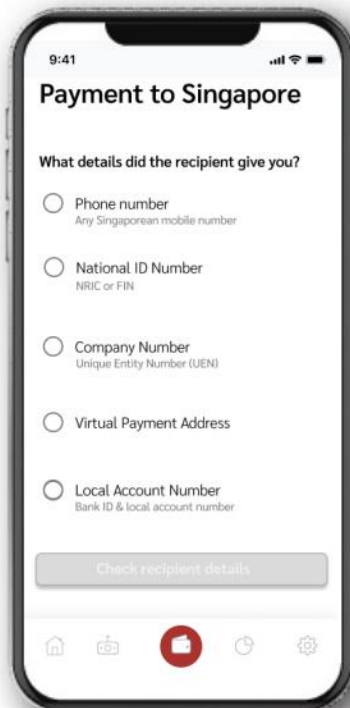 9:41
Payment to Singapore
What details did the recipient give you?
Phone number
Any Singaporean mobile number
National ID Number
NRIC or FIN
Company Number
Unique Entity Number (UEN)
Virtual Payment Address
Local Account Number
Bank ID & local account number
Check recipient details